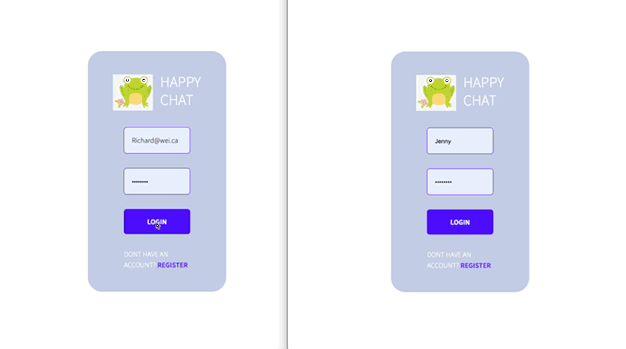 HAPPY
CHAT
Richard@wei.ca
••••••••
LOGIN
DONT HAVE AN
ACCOUNT? REGISTER
HAPPY
CHAT
Jenny
••••••••
LOGIN
DONT HAVE AN
ACCOUNT? REGISTER